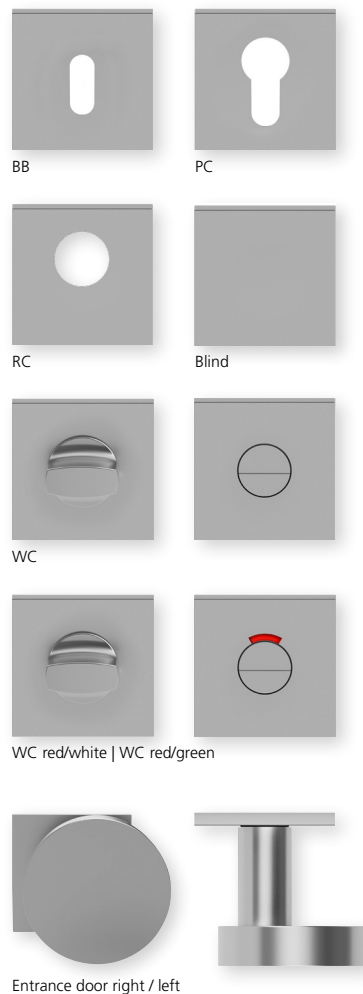 BB
PC
RC
Blind
WC
WC red/white | WC red/green
Entrance door right / left